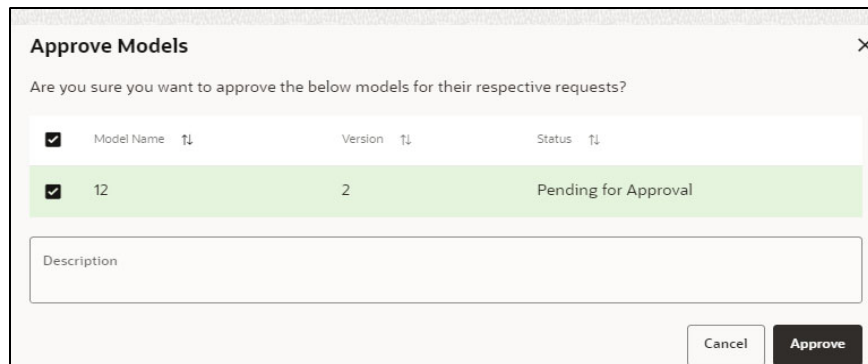 Approve Models
Are you sure you want to approve the below models for their respective requests?
Model Name Version Status
12 2 Pending for Approval
Description
Cancel Approve